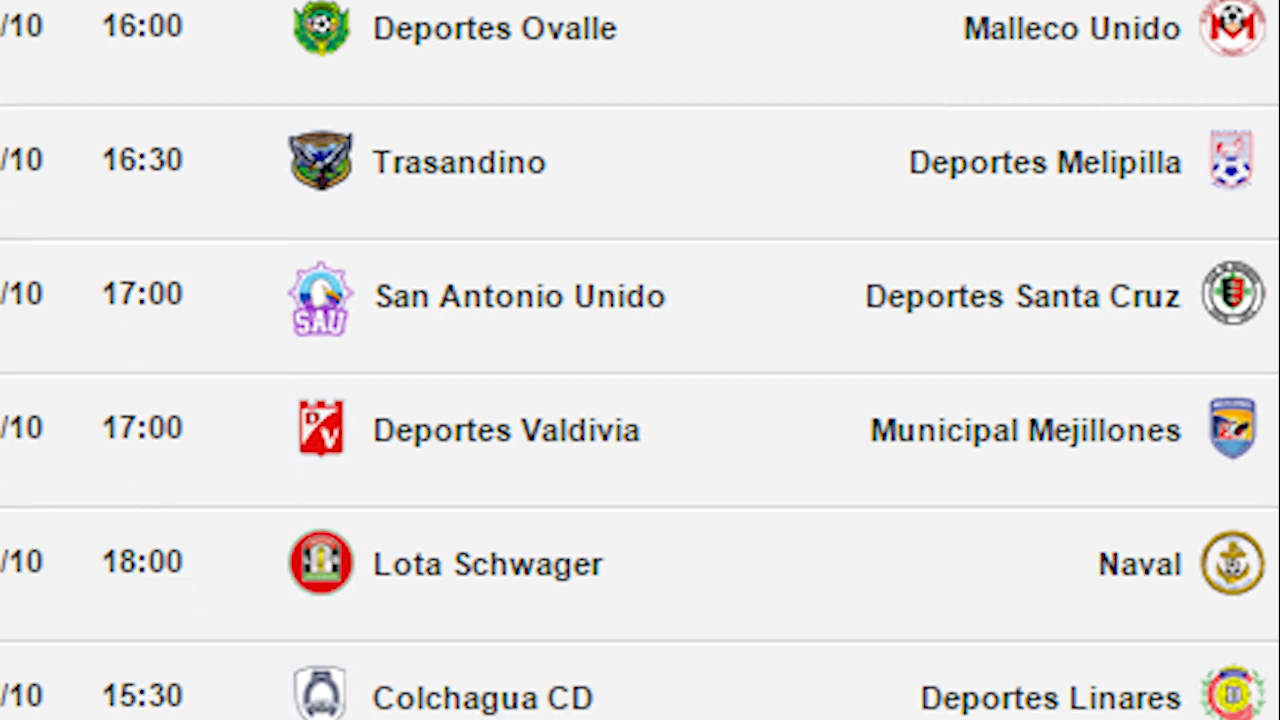 /10 16:00 Deportes Ovalle Malleco Unido
/10 16:30 Trasandino Deportes Melipilla
/10 17:00 SAU San Antonio Unido Deportes Santa Cruz
/10 17:00 DV Deportes Valdivia Municipal Mejillones
/10 18:00 Lota Schwager Naval
/10 15:30 Colchagua CD Deportes Linares